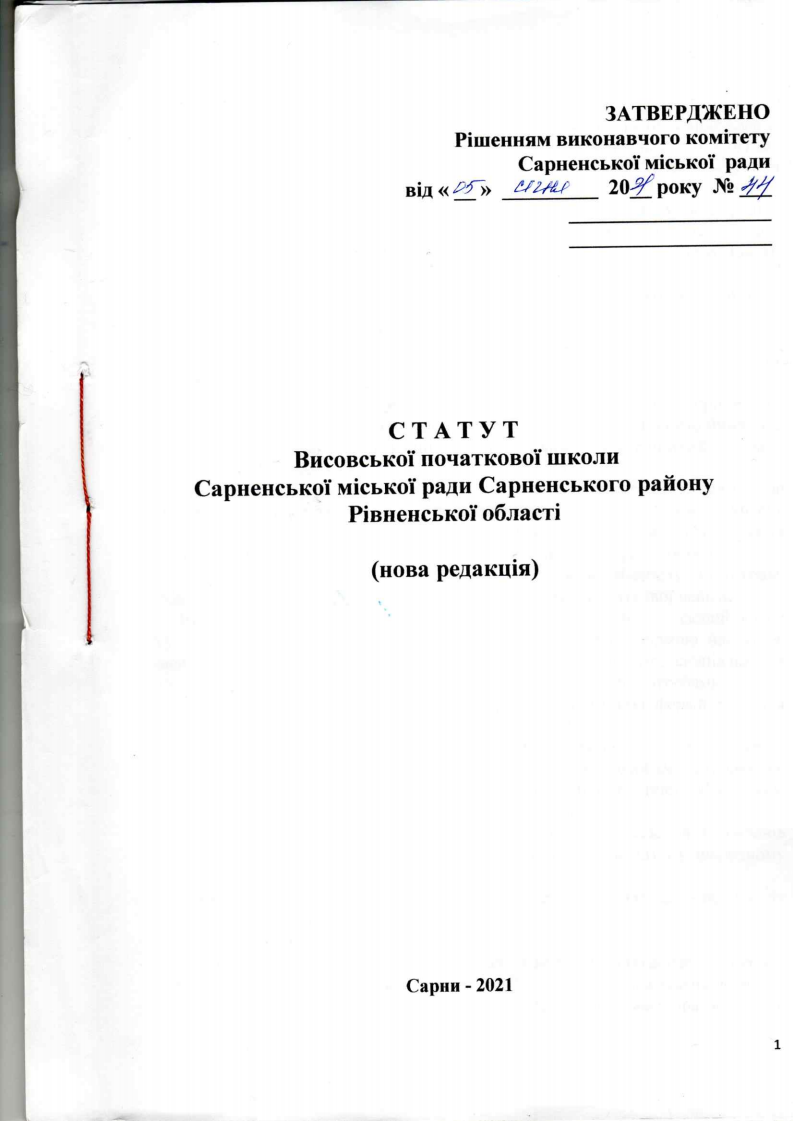 ЗАТВЕРДЖЕНО
Рішенням виконавчого комітету
Сарненської міської ради
від « 05 » січня 2021 року № 44
С Т А Т У Т
Висовської початкової школи
Сарненської міської ради Сарненського району
Рівненської області
(нова редакція)
Сарни - 2021
1